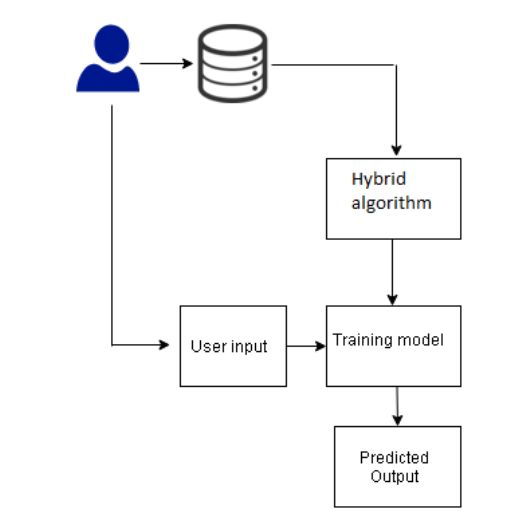 Hybrid
algorithm
User input
Training model
Predicted
Output